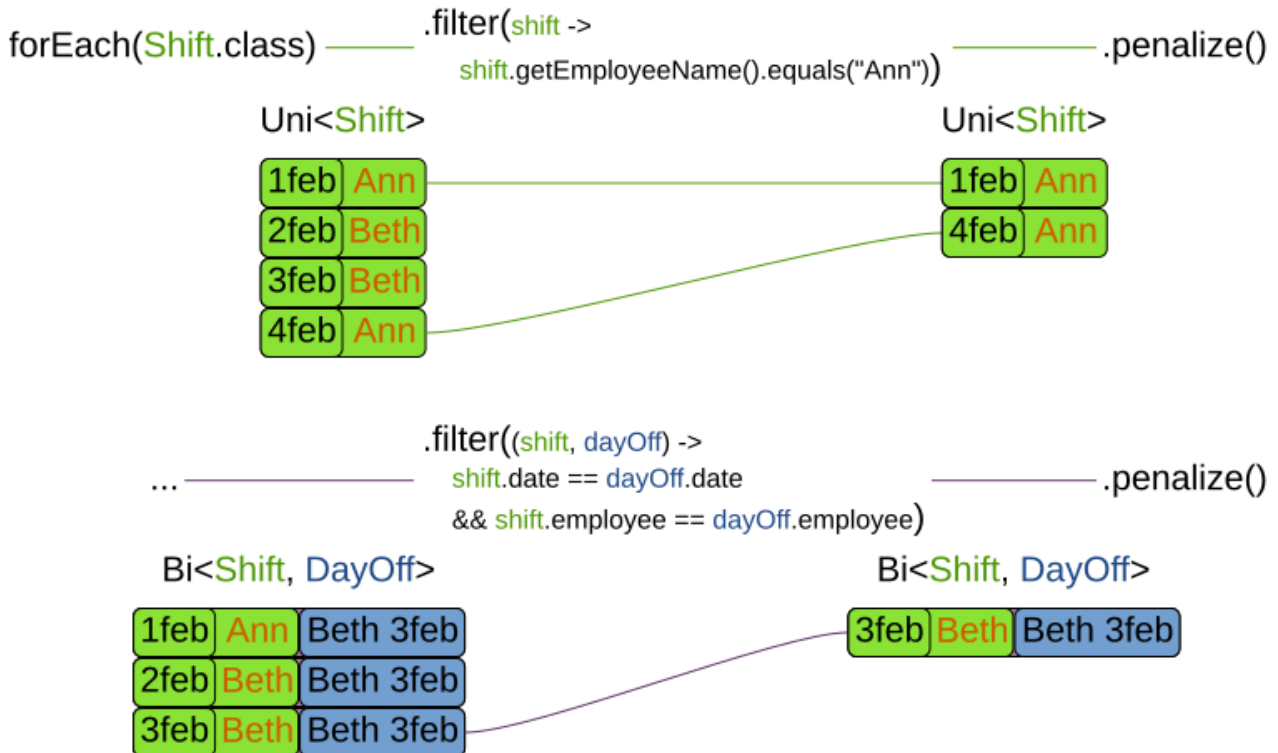 forEach(Shift.class) .filter(shift -> .penalize()
shift.getEmployeeName().equals("Ann"))
Uni<Shift> Uni<Shift>
1feb Ann 1feb Ann
2feb Beth 4feb Ann
3feb Beth
4feb Ann
... .filter((shift, dayOff) -> .penalize()
shift.date == dayOff.date
&& shift.employee == dayOff.employee)
Bi<Shift, DayOff> Bi<Shift, DayOff>
1feb Ann Beth 3feb 3feb Beth Beth 3feb
2feb Beth Beth 3feb
3feb Beth Beth 3feb